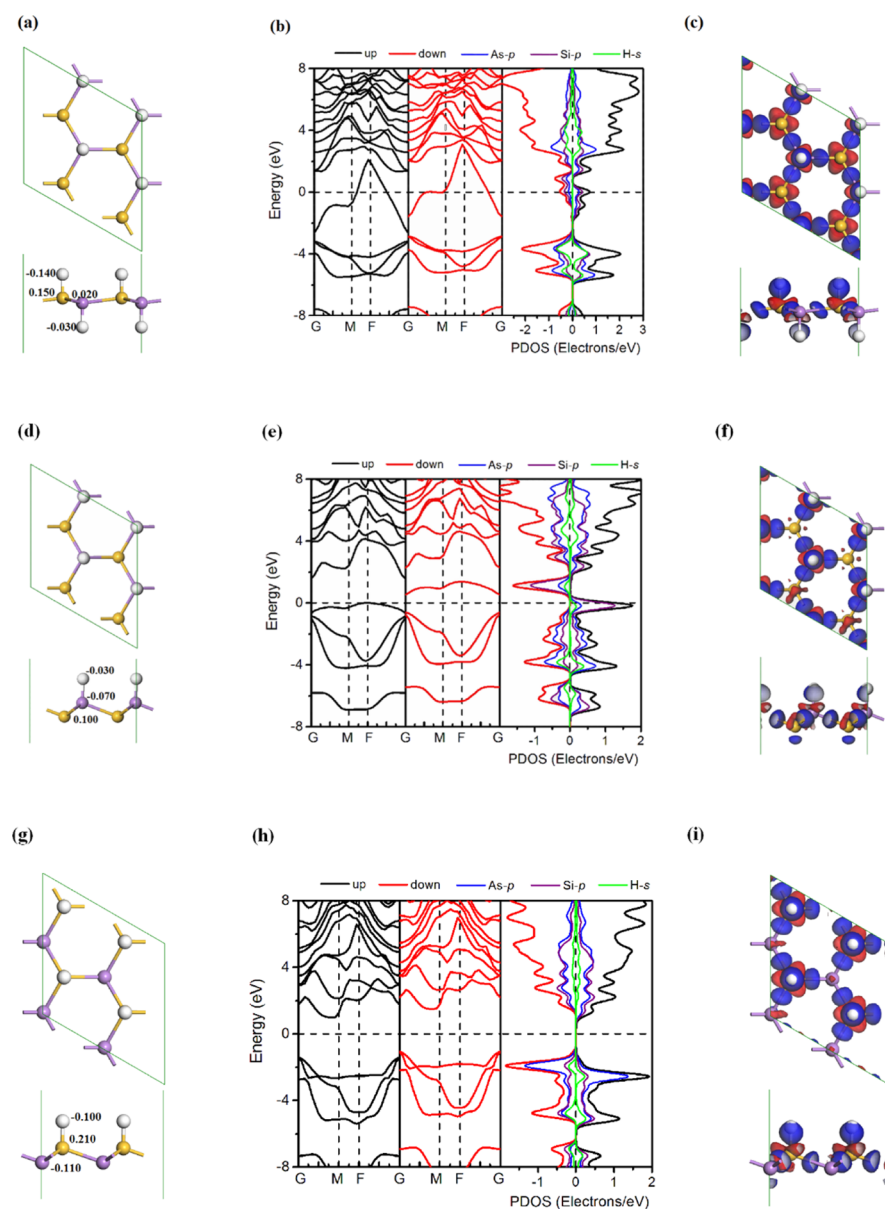 (a)
(b)
(c)
up down As-p Si-p H-s
8
4
0
-4
-8
Energy (eV)
G M F G M F G
-2 -1 0 1 2 3
PDOS (Electrons/eV)
-0.140
0.150
0.020
-0.030
(d)
(e)
(f)
up down As-p Si-p H-s
8
4
0
-4
-8
Energy (eV)
G M F G M F G
-1 0 1 2
PDOS (Electrons/eV)
-0.030
-0.070
0.100
(g)
(h)
(i)
up down As-p Si-p H-s
8
4
0
-4
-8
Energy (eV)
G M F G M F G
-1 0 1 2
PDOS (Electrons/eV)
-0.100
0.210
-0.110